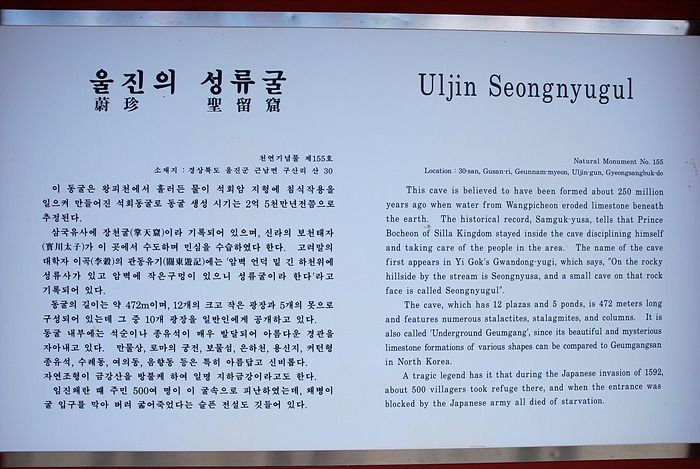 울진의 성류굴
蔚珍 聖留窟
천연기념물 제155호
소재지 : 경상북도 울진군 근남면 구산리 산 30
이 동굴은 왕피천에서 흘러든 물이 석회암 지형에 침식작용을
일으켜 만들어진 석회동굴로 동굴 생성 시기는 2억 5천만년전쯤으로
추정된다.
삼국유사에 장천굴(掌天窟)이라 기록되어 있으며, 신라의 보천태자
(寶川太子)가 이 곳에서 수도하며 민심을 수습하였다 한다. 고려말의
대학자 이곡(李穀)의 관동유기(關東遊記)에는 '암벽 언덕 밑 긴 하천위에
성류사가 있고 암벽에 작은구멍이 있으니 성류굴이라 한다'라고
기록되어 있다.
동굴의 길이는 약 472m이며, 12개의 크고 작은 광장과 5개의 못으로
구성되어 있는데 그 중 10개 광장을 일반인에게 공개하고 있다.
동굴 내부에는 석순이나 종유석이 매우 발달되어 아름다운 경관을
자아내고 있다. 만물상, 로마의 궁전, 보물섬, 은하천, 용신지, 커텐형
종유석, 수례동, 여의동, 음향동 등은 특히 아름답고 신비롭다.
자연조형이 금강산을 방불케 하여 일명 지하금강이라고도 한다.
임진왜란 때 주민 500여 명이 이 굴속으로 피난하였는데, 왜병이
굴 입구를 막아 버려 굶어죽었다는 슬픈 전설도 깃들어 있다.
Uljin Seongnyugul
Natural Monument No. 155
Location : 30-san, Gusan-ri, Geunnam-myeon, Uljin-gun, Gyeongsangbuk-do
This cave is believed to have been formed about 250 million
years ago when water from Wangpicheon eroded limestone beneath
the earth. The historical record, Samguk-yusa, tells that Prince
Bocheon of Silla Kingdom stayed inside the cave disciplining himself
and taking care of the people in the area. The name of the cave
first appears in Yi Gok's Gwandong-yugi, which says, "On the rocky
hillside by the stream is Seongnyusa, and a small cave on that rock
face is called Seongnyugul".
The cave, which has 12 plazas and 5 ponds, is 472 meters long
and features numerous stalactites, stalagmites, and columns. It is
also called 'Underground Geumgang', since its beautiful and mysterious
limestone formations of various shapes can be compared to Geumgangsan
in North Korea.
A tragic legend has it that during the Japanese invasion of 1592,
about 500 villagers took refuge there, and when the entrance was
blocked by the Japanese army all died of starvation.